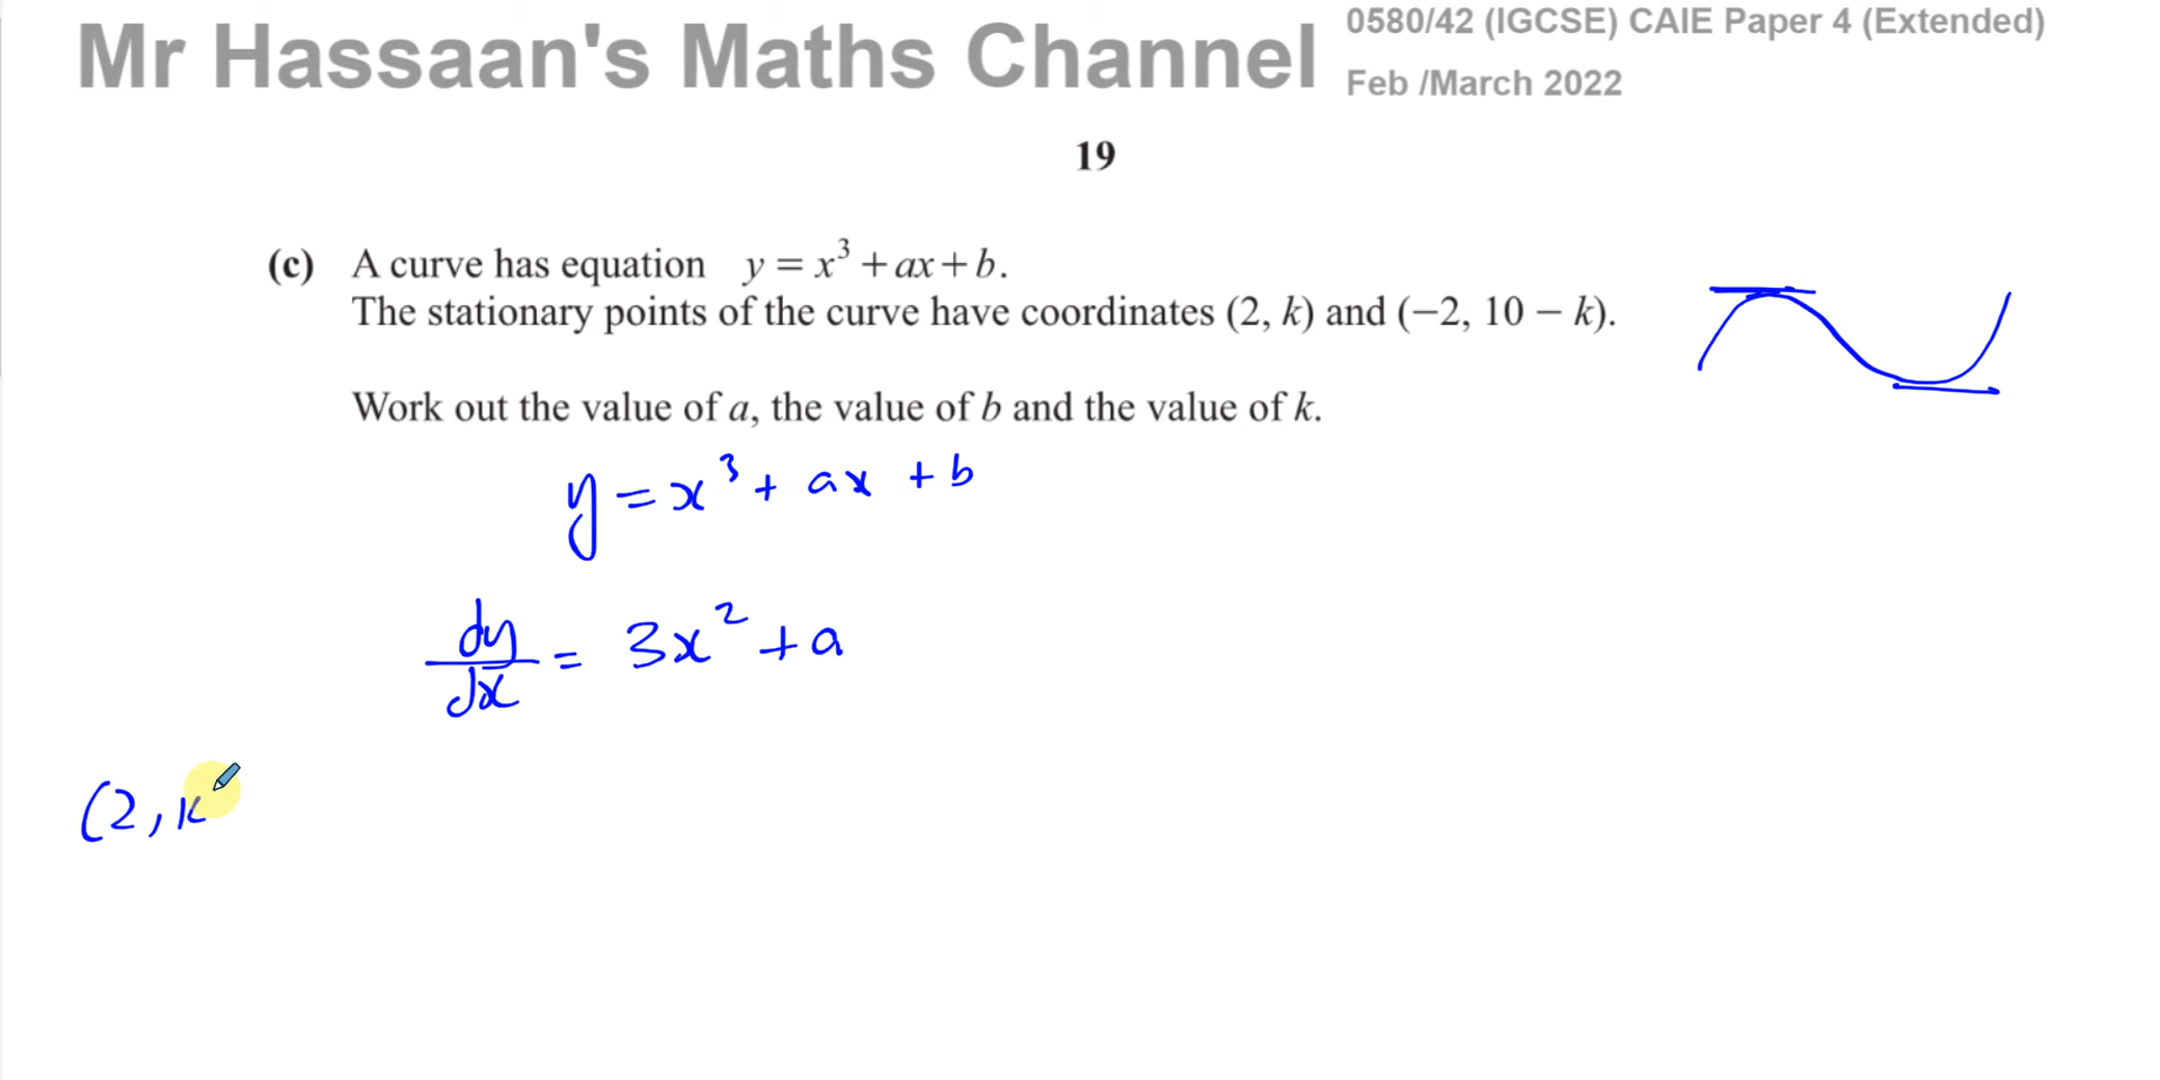 Mr Hassaan's Maths Channel
0580/42 (IGCSE) CAIE Paper 4 (Extended)
Feb /March 2022
19
(c) A curve has equation y = x³ + ax + b.
The stationary points of the curve have coordinates (2, k) and (−2, 10 − k).
Work out the value of a, the value of b and the value of k.
y = x³ + ax + b
dy/dx = 3x² + a
(2, k